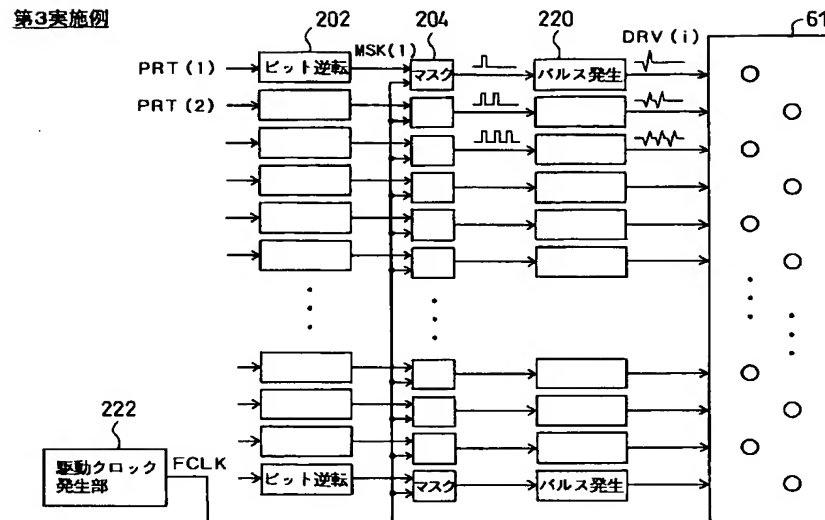 第3実施例
202
MSK(1)
204
220
DRV(i)
61
PRT(1)
ビット逆転
マスク
パルス発生
PRT(2)
222
駆動クロック
発生部
FCLK
ビット逆転
マスク
パルス発生